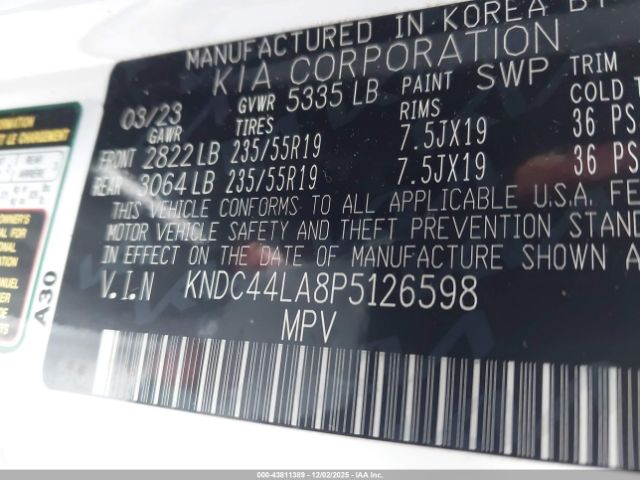 MANUFACTURED IN KOREA BY
KIA CORPORATION
03/23 GVWR 5335 LB PAINT SWP TRIM
GAWR TIRES RIMS COLD
FRONT 2822 LB 235/55R19 7.5JX19 36 PS
REAR 3064 LB 235/55R19 7.5JX19 36 PS
THIS VEHICLE CONFORMS TO ALL APPLICABLE U.S.A. FE
MOTOR VEHICLE SAFETY AND THEFT PREVENTION STAND
IN EFFECT ON THE DATE OF MANUFACTURE SHOWN A
V.I.N KNDC44LA8P5126598
MPV
A30
REAR
ARRIERE
OWNER'S
000-43811389 | 12/02/2025 | IAA Inc.